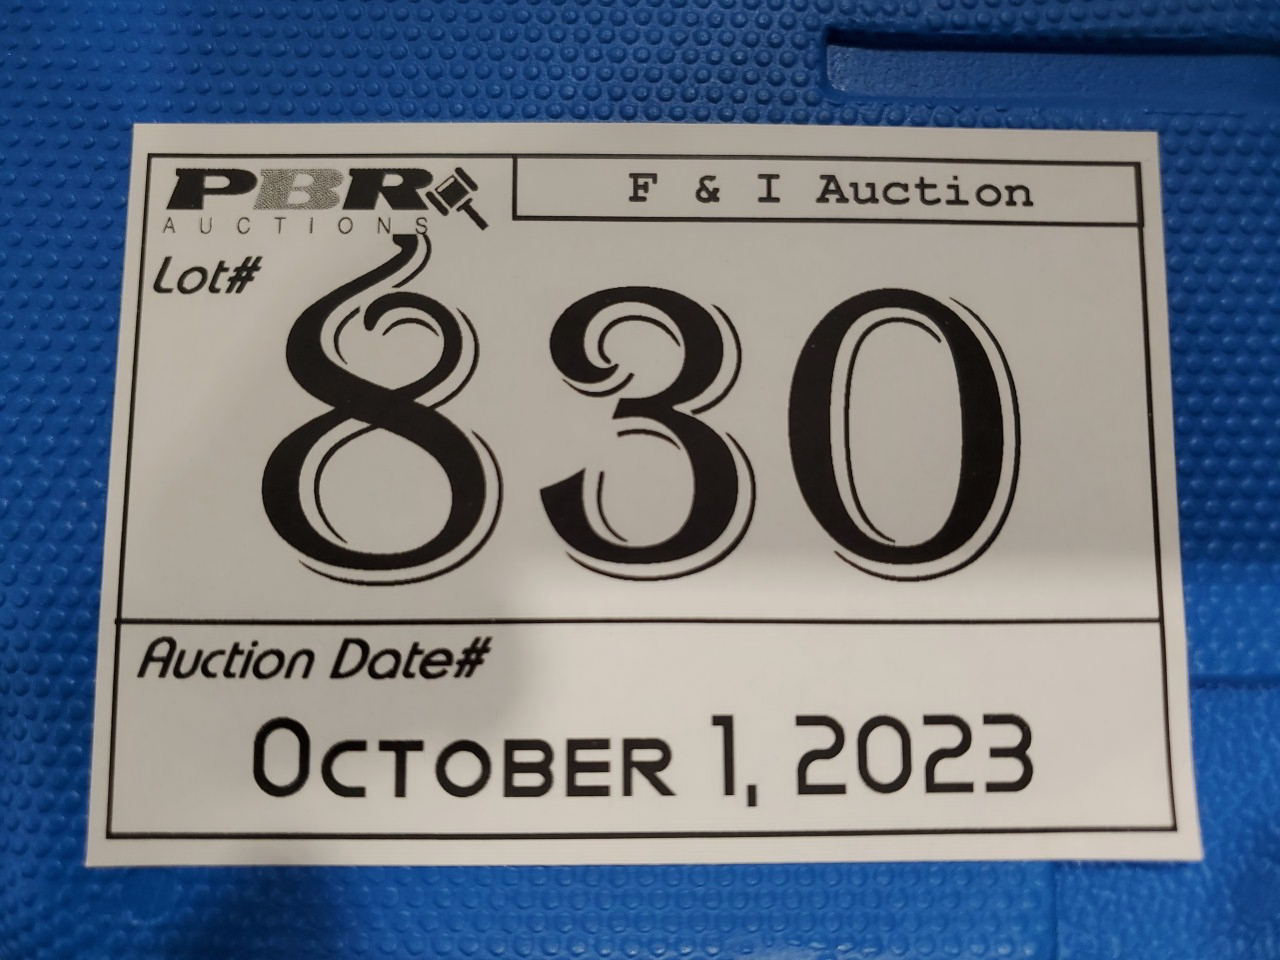 PBR
AUCTIONS
F & I Auction
Lot#
830
Auction Date#
October 1, 2023